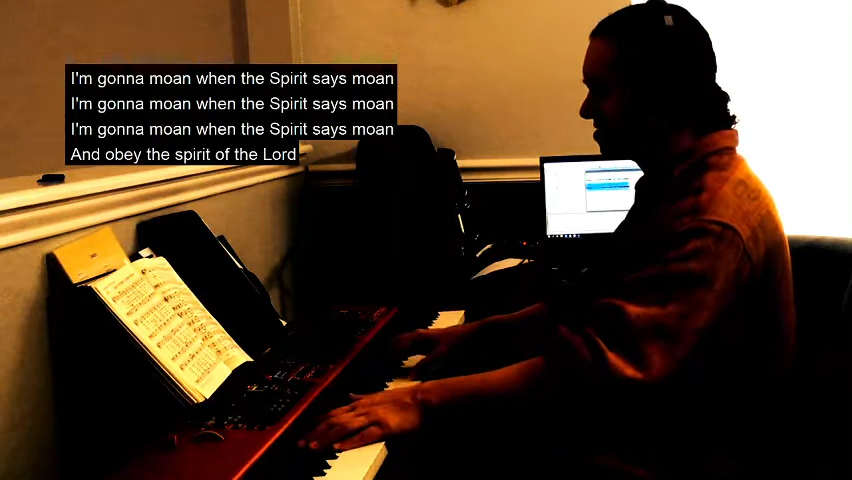 I'm gonna moan when the Spirit says moan
I'm gonna moan when the Spirit says moan
I'm gonna moan when the Spirit says moan
And obey the spirit of the Lord